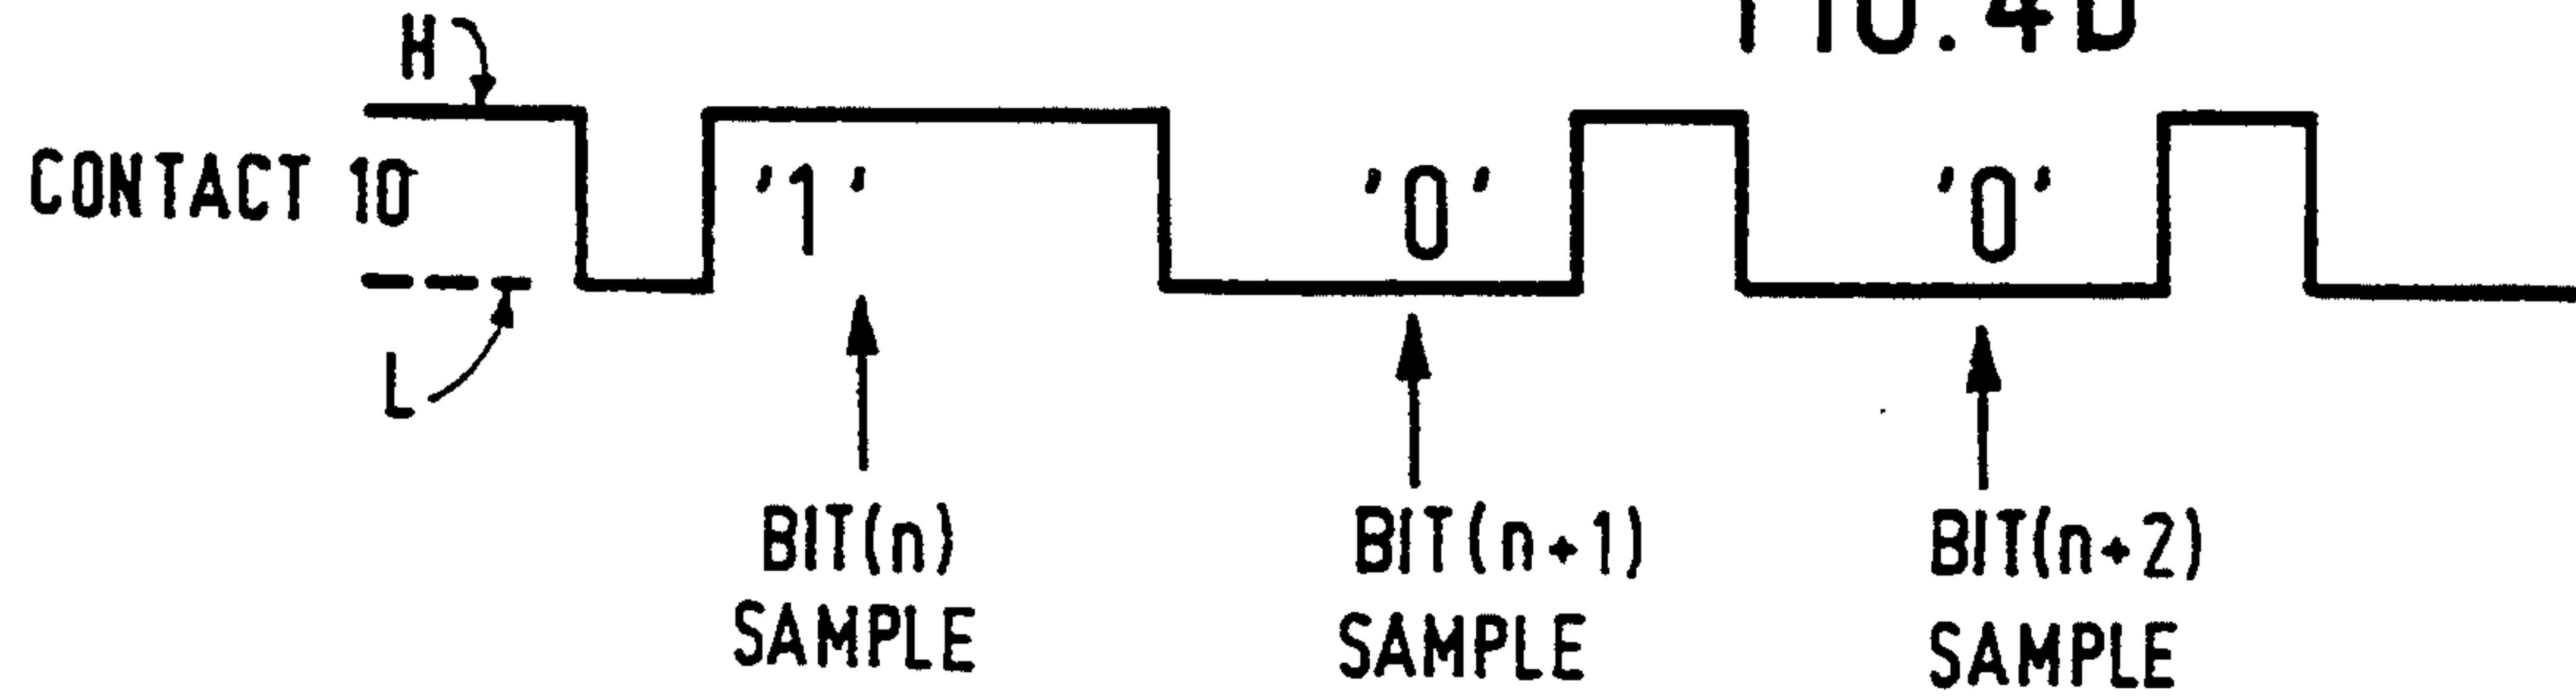 H
CONTACT 10
L
'1'
'0'
'0'
BIT(n)
SAMPLE
BIT(n+1)
SAMPLE
BIT(n+2)
SAMPLE